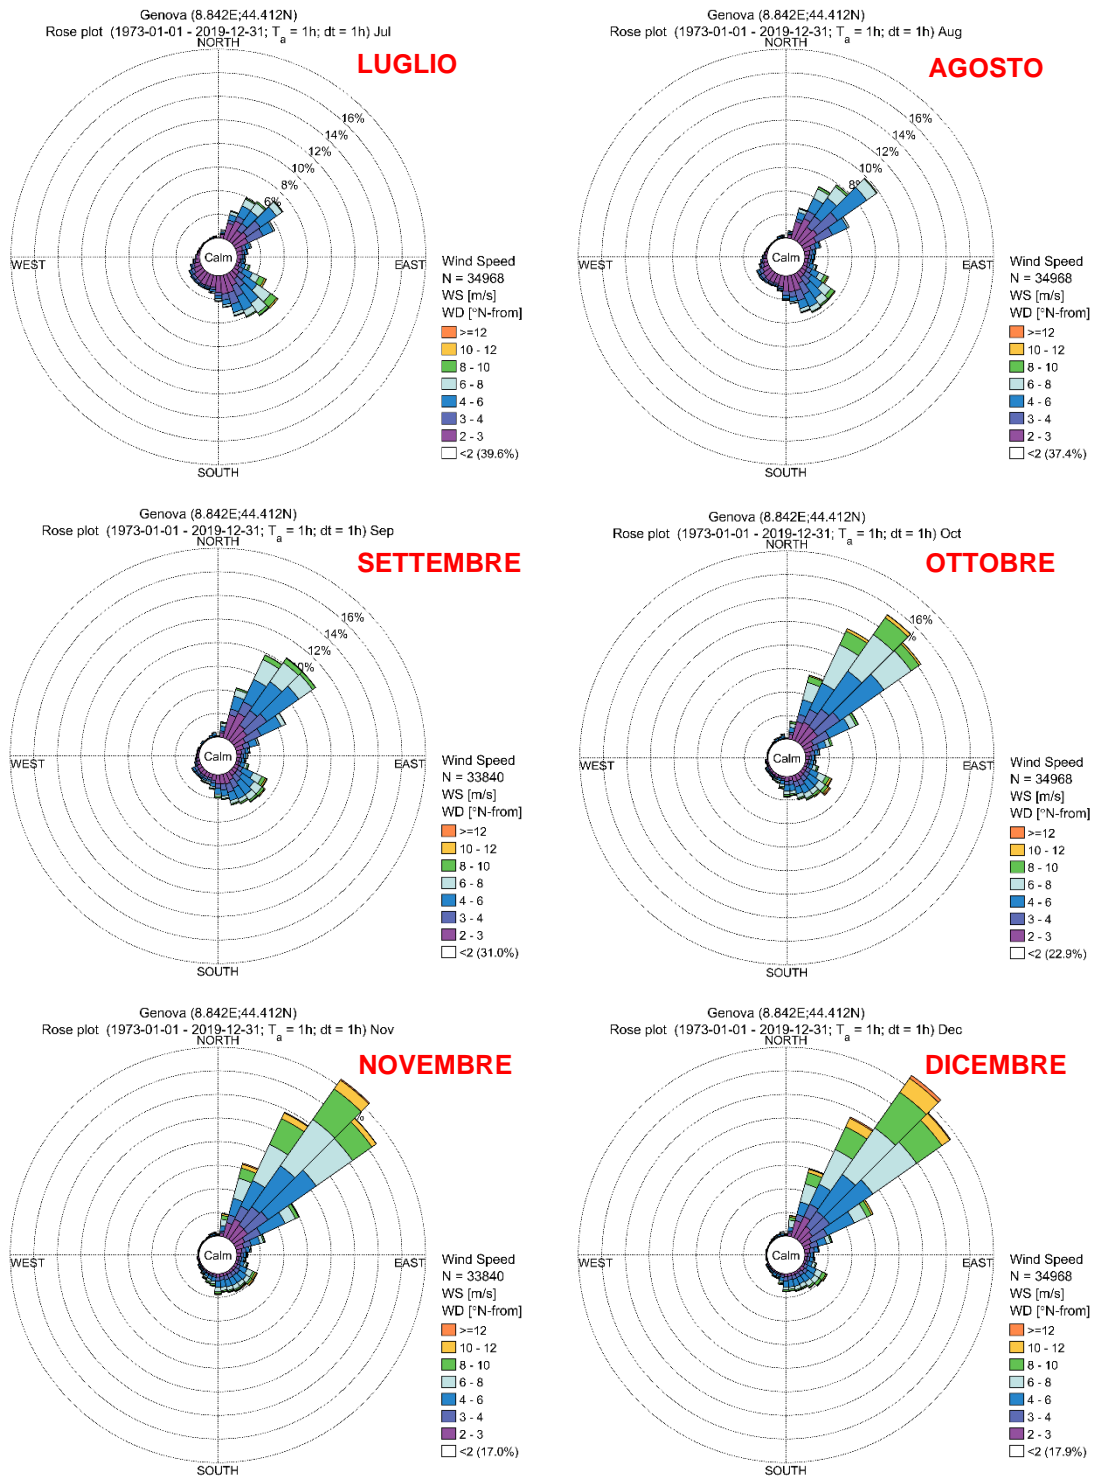 Genova (8.842E;44.412N)
Rose plot (1973-01-01 - 2019-12-31; T_a = 1h; dt = 1h) Jul
NORTH
LUGLIO
16%
14%
12%
10%
8%
6%
Calm
WEST
EAST
SOUTH
Wind Speed
N = 34968
WS [m/s]
WD [°N-from]
>=12
10 - 12
8 - 10
6 - 8
4 - 6
3 - 4
2 - 3
<2 (39.6%)
Genova (8.842E;44.412N)
Rose plot (1973-01-01 - 2019-12-31; T_a = 1h; dt = 1h) Aug
NORTH
AGOSTO
16%
14%
12%
10%
8%
Calm
WEST
EAST
SOUTH
Wind Speed
N = 34968
WS [m/s]
WD [°N-from]
>=12
10 - 12
8 - 10
6 - 8
4 - 6
3 - 4
2 - 3
<2 (37.4%)
Genova (8.842E;44.412N)
Rose plot (1973-01-01 - 2019-12-31; T_a = 1h; dt = 1h) Sep
NORTH
SETTEMBRE
16%
14%
12%
10%
Calm
WEST
EAST
SOUTH
Wind Speed
N = 33840
WS [m/s]
WD [°N-from]
>=12
10 - 12
8 - 10
6 - 8
4 - 6
3 - 4
2 - 3
<2 (31.0%)
Genova (8.842E;44.412N)
Rose plot (1973-01-01 - 2019-12-31; T_a = 1h; dt = 1h) Oct
NORTH
OTTOBRE
16%
Calm
WEST
EAST
SOUTH
Wind Speed
N = 34968
WS [m/s]
WD [°N-from]
>=12
10 - 12
8 - 10
6 - 8
4 - 6
3 - 4
2 - 3
<2 (22.9%)
Genova (8.842E;44.412N)
Rose plot (1973-01-01 - 2019-12-31; T_a = 1h; dt = 1h) Nov
NORTH
NOVEMBRE
Calm
WEST
EAST
SOUTH
Wind Speed
N = 33840
WS [m/s]
WD [°N-from]
>=12
10 - 12
8 - 10
6 - 8
4 - 6
3 - 4
2 - 3
<2 (17.0%)
Genova (8.842E;44.412N)
Rose plot (1973-01-01 - 2019-12-31; T_a = 1h; dt = 1h) Dec
NORTH
DICEMBRE
Calm
WEST
EAST
SOUTH
Wind Speed
N = 34968
WS [m/s]
WD [°N-from]
>=12
10 - 12
8 - 10
6 - 8
4 - 6
3 - 4
2 - 3
<2 (17.9%)